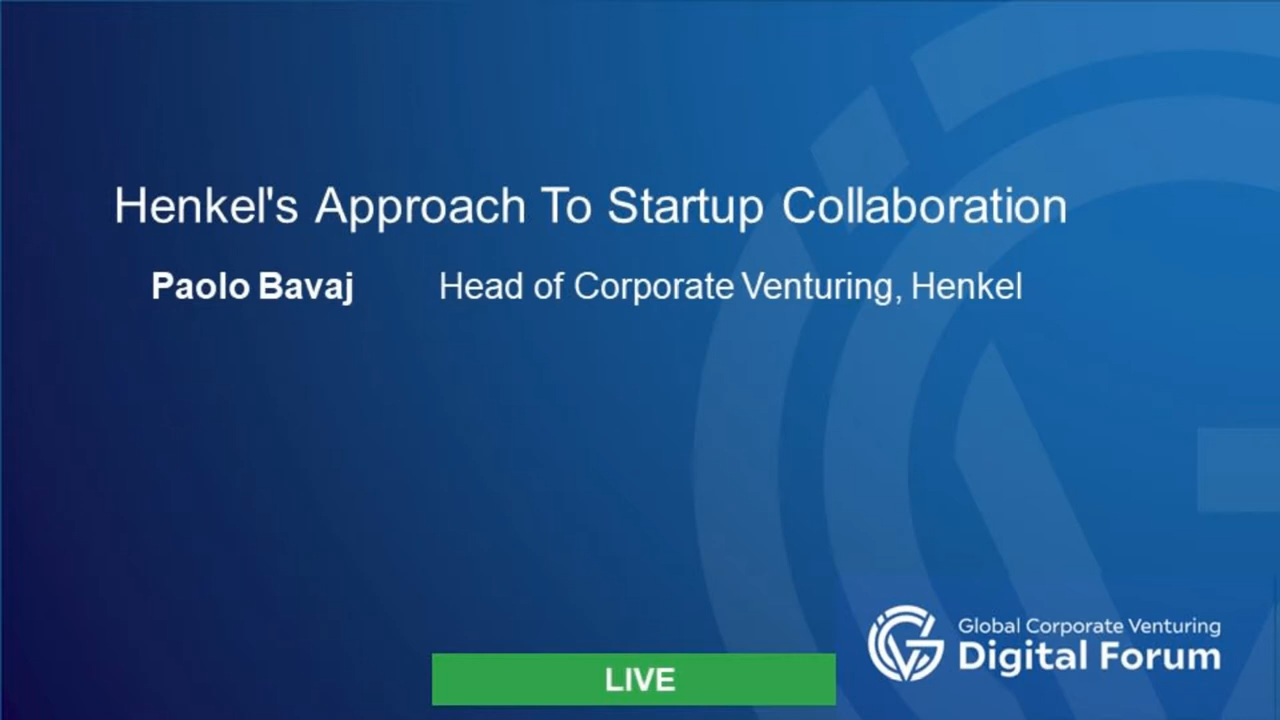 Henkel's Approach To Startup Collaboration
Paolo Bavaj Head of Corporate Venturing, Henkel
Global Corporate Venturing
Digital Forum
LIVE